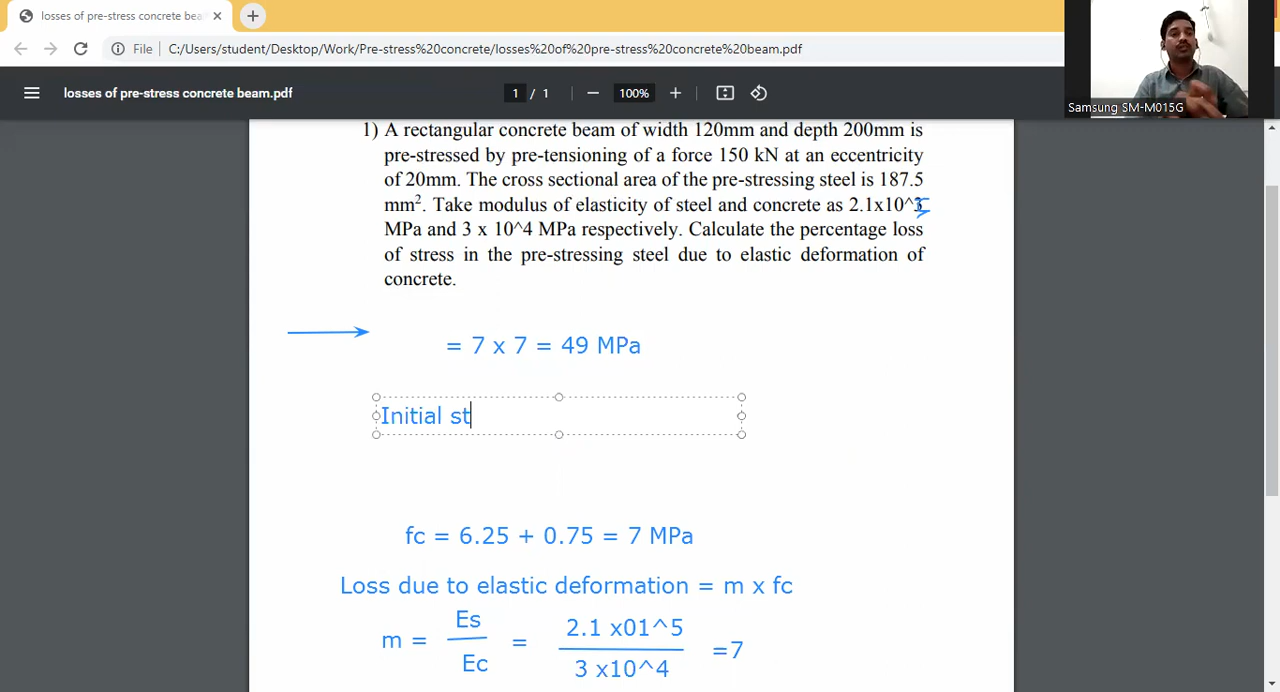 losses of pre-stress concrete bea
File C:/Users/student/Desktop/Work/Pre-stress%20concrete/losses%20of%20pre-stress%20concrete%20beam.pdf
losses of pre-stress concrete beam.pdf 1 / 1 100%
Samsung SM-M015G
1) A rectangular concrete beam of width 120mm and depth 200mm is
pre-stressed by pre-tensioning of a force 150 kN at an eccentricity
of 20mm. The cross sectional area of the pre-stressing steel is 187.5
mm². Take modulus of elasticity of steel and concrete as 2.1x10^5
MPa and 3 x 10^4 MPa respectively. Calculate the percentage loss
of stress in the pre-stressing steel due to elastic deformation of
concrete.
= 7 x 7 = 49 MPa
Initial st
fc = 6.25 + 0.75 = 7 MPa
Loss due to elastic deformation = m x fc
m = Es / Ec = 2.1 x01^5 / 3 x10^4 =7